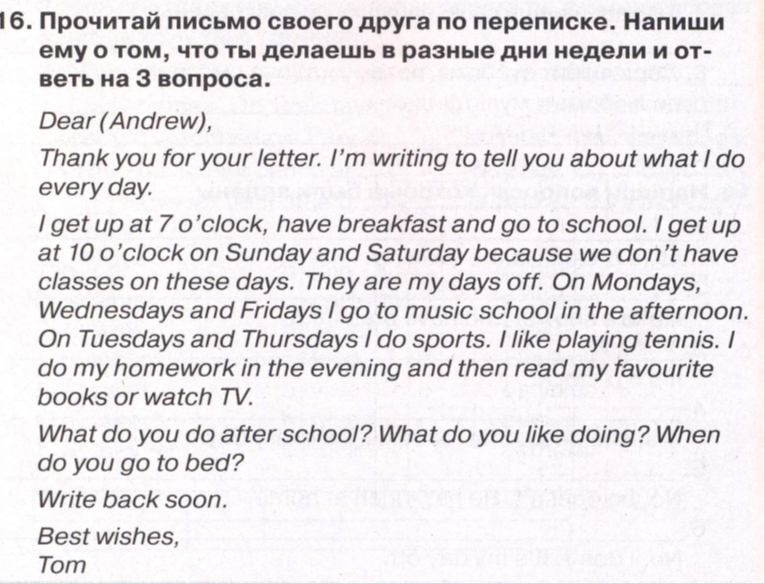 16. Прочитай письмо своего друга по переписке. Напиши
ему о том, что ты делаешь в разные дни недели и от-
веть на 3 вопроса.
Dear (Andrew),
Thank you for your letter. I'm writing to tell you about what I do
every day.
I get up at 7 o'clock, have breakfast and go to school. I get up
at 10 o'clock on Sunday and Saturday because we don't have
classes on these days. They are my days off. On Mondays,
Wednesdays and Fridays I go to music school in the afternoon.
On Tuesdays and Thursdays I do sports. I like playing tennis. I
do my homework in the evening and then read my favourite
books or watch TV.
What do you do after school? What do you like doing? When
do you go to bed?
Write back soon.
Best wishes,
Tom